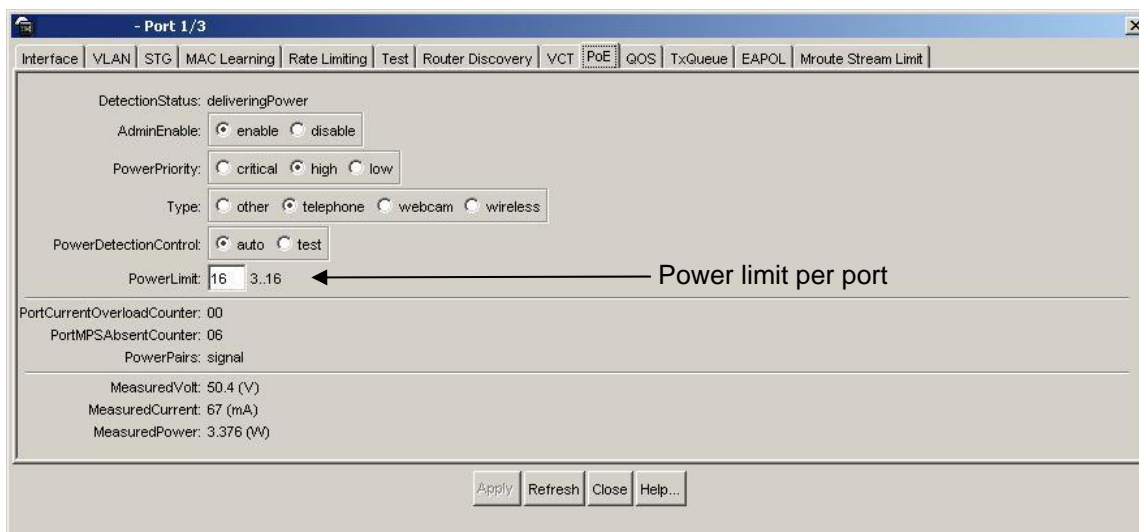 - Port 1/3
Interface VLAN STG MAC Learning Rate Limiting Test Router Discovery VCT PoE QOS TxQueue EAPOL Mroute Stream Limit
DetectionStatus: deliveringPower
AdminEnable: enable disable
PowerPriority: critical high low
Type: other telephone webcam wireless
PowerDetectionControl: auto test
PowerLimit: 16 3..16 Power limit per port
PortCurrentOverloadCounter: 00
PortMPSAbsentCounter: 06
PowerPairs: signal
MeasuredVolt: 50.4 (V)
MeasuredCurrent: 67 (mA)
MeasuredPower: 3.376 (W)
Apply Refresh Close Help...